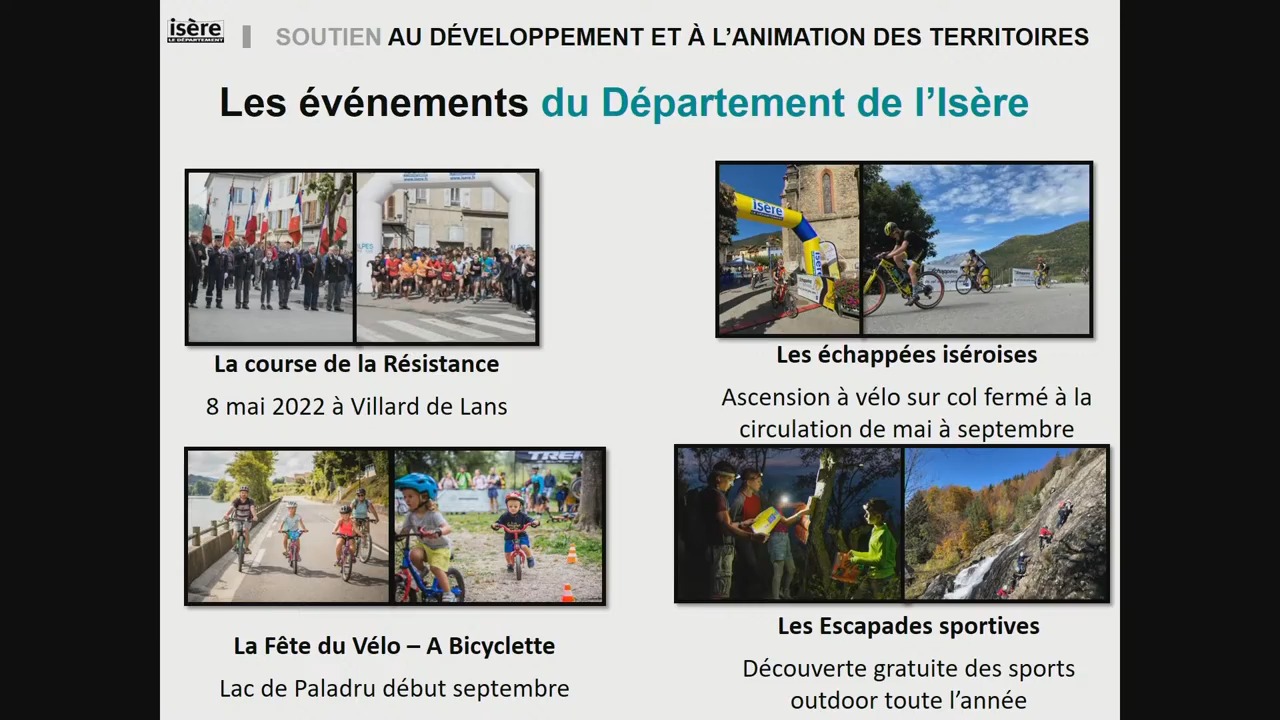 isère
LE DÉPARTEMENT
SOUTIEN AU DÉVELOPPEMENT ET À L’ANIMATION DES TERRITOIRES
Les événements du Département de l’Isère
La course de la Résistance
8 mai 2022 à Villard de Lans
isère
isère
Les échappées iséroises
Ascension à vélo sur col fermé à la
circulation de mai à septembre
TREK
La Fête du Vélo – A Bicyclette
Lac de Paladru début septembre
Les Escapades sportives
Découverte gratuite des sports
outdoor toute l’année